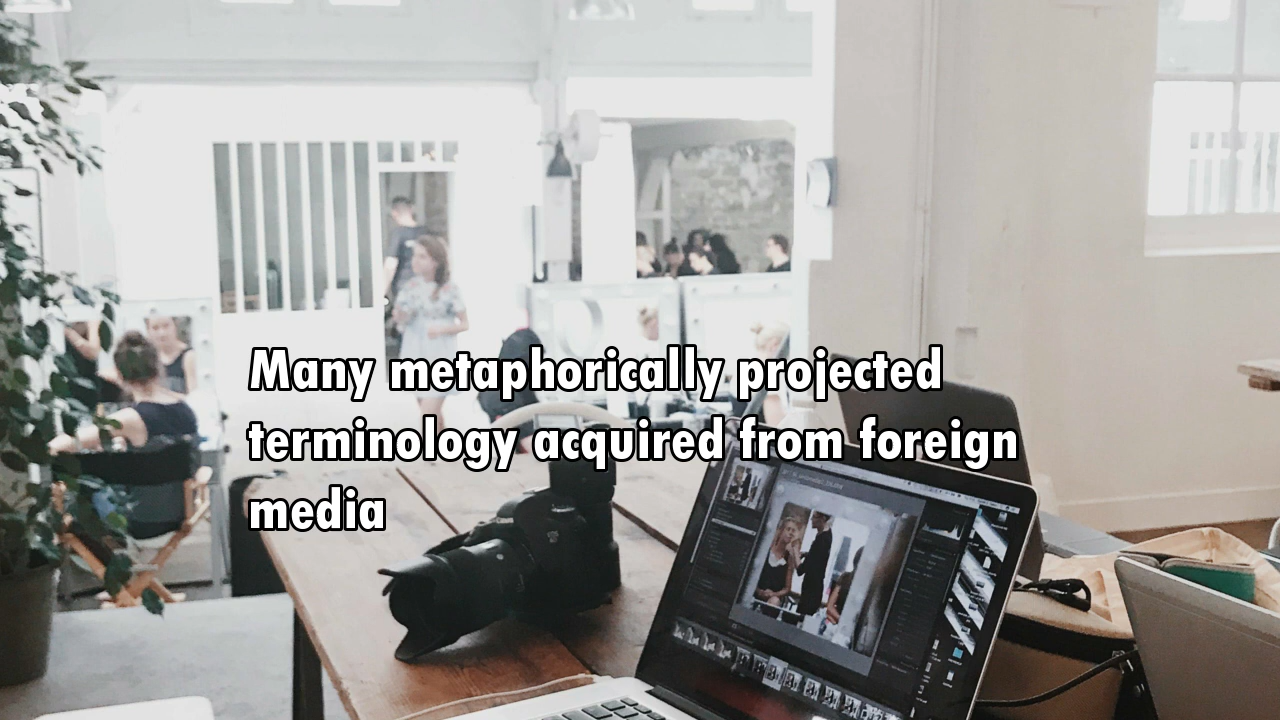 Many metaphorically projected
terminology acquired from foreign
media